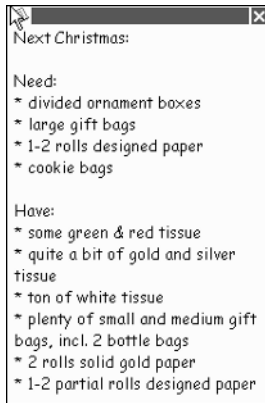 Next Christmas:

Need:
* divided ornament boxes
* large gift bags
* 1-2 rolls designed paper
* cookie bags

Have:
* some green & red tissue
* quite a bit of gold and silver
tissue
* ton of white tissue
* plenty of small and medium gift
bags, incl. 2 bottle bags
* 2 rolls solid gold paper
* 1-2 partial rolls designed paper